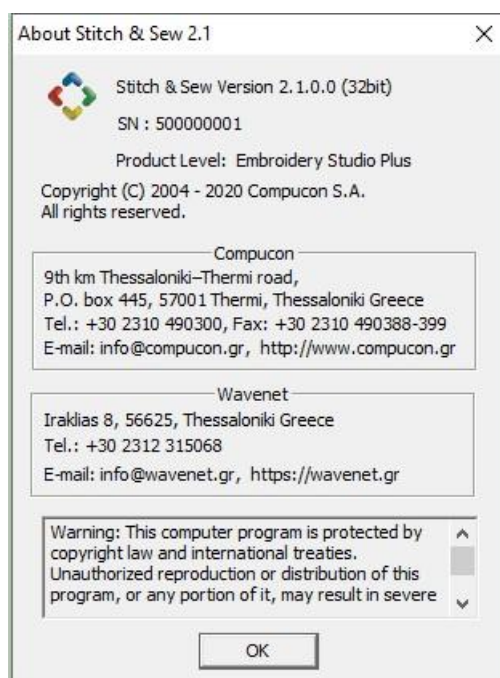 About Stitch & Sew 2.1
Stitch & Sew Version 2.1.0.0 (32bit)
SN : 500000001
Product Level: Embroidery Studio Plus
Copyright (C) 2004 - 2020 Compucon S.A.
All rights reserved.
Compucon
9th km Thessaloniki–Thermi road,
P.O. box 445, 57001 Thermi, Thessaloniki Greece
Tel.: +30 2310 490300, Fax: +30 2310 490388-399
E-mail: info@compucon.gr, http://www.compucon.gr
Wavenet
Iraklias 8, 56625, Thessaloniki Greece
Tel.: +30 2312 315068
E-mail: info@wavenet.gr, https://wavenet.gr
Warning: This computer program is protected by
copyright law and international treaties.
Unauthorized reproduction or distribution of this
program, or any portion of it, may result in severe
OK